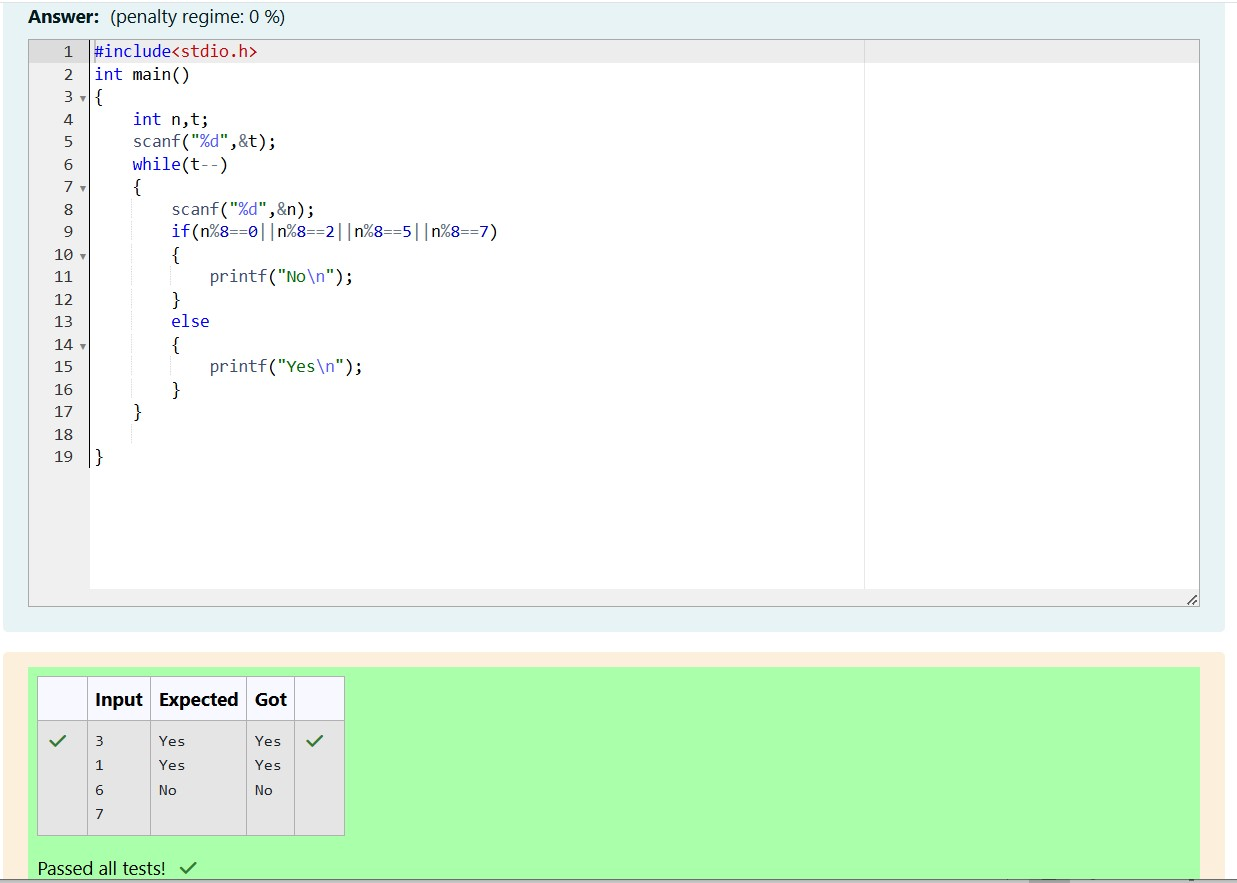 Answer: (penalty regime: 0 %)
1 #include<stdio.h>
2 int main()
3 {
4     int n,t;
5     scanf("%d",&t);
6     while(t--)
7     {
8         scanf("%d",&n);
9         if(n%8==0||n%8==2||n%8==5||n%8==7)
10         {
11             printf("No\n");
12         }
13         else
14         {
15             printf("Yes\n");
16         }
17     }
18
19 }
Input Expected Got
3 Yes Yes
1 Yes Yes
6 No No
7
Passed all tests!